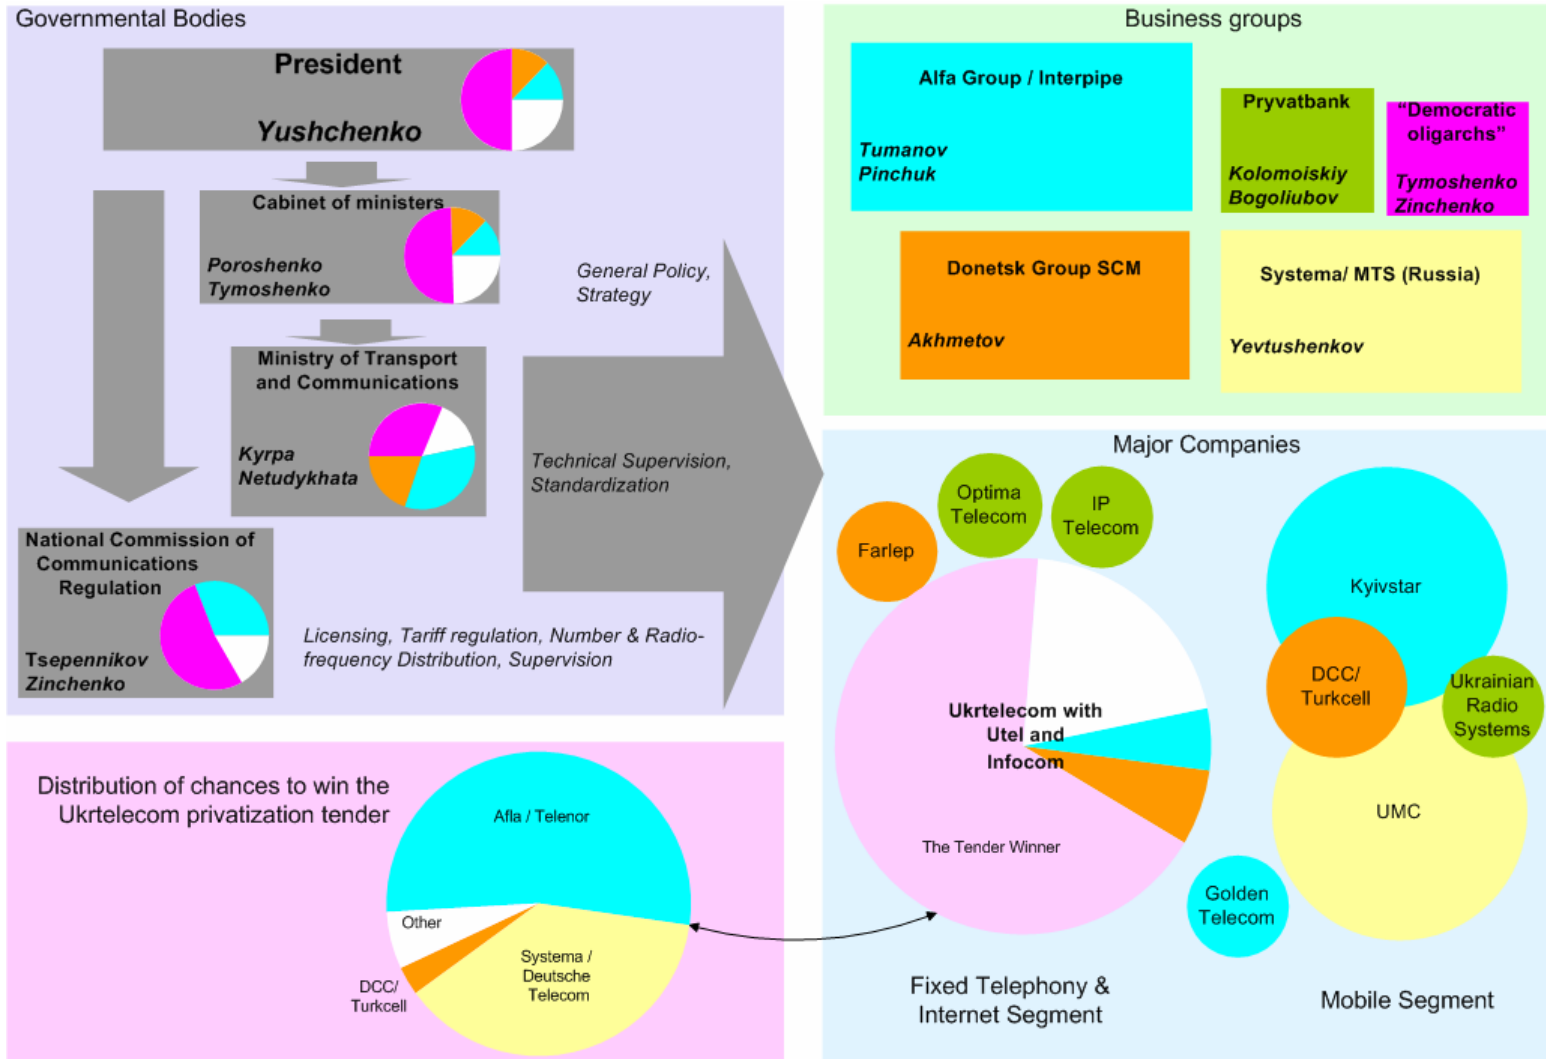 Governmental Bodies
President
Yushchenko
Cabinet of ministers
Poroshenko
Tymoshenko
General Policy,
Strategy
Ministry of Transport
and Communications
Kyrpa
Netudykhata
Technical Supervision,
Standardization
National Commission of
Communications
Regulation
Tsepennikov
Zinchenko
Licensing, Tariff regulation, Number & Radio-
frequency Distribution, Supervision
Business groups
Alfa Group / Interpipe
Tumanov
Pinchuk
Pryvatbank
Kolomoiskiy
Bogoliubov
“Democratic
oligarchs”
Tymoshenko
Zinchenko
Donetsk Group SCM
Akhmetov
Systema/ MTS (Russia)
Yevtushenkov
Distribution of chances to win the
Ukrtelecom privatization tender
Afla / Telenor
Other
DCC/
Turkcell
Systema /
Deutsche
Telecom
Major Companies
Farlep
Optima
Telecom
IP
Telecom
Ukrtelecom with
Utel and
Infocom
The Tender Winner
Kyivstar
DCC/
Turkcell
Ukrainian
Radio
Systems
UMC
Golden
Telecom
Fixed Telephony &
Internet Segment
Mobile Segment